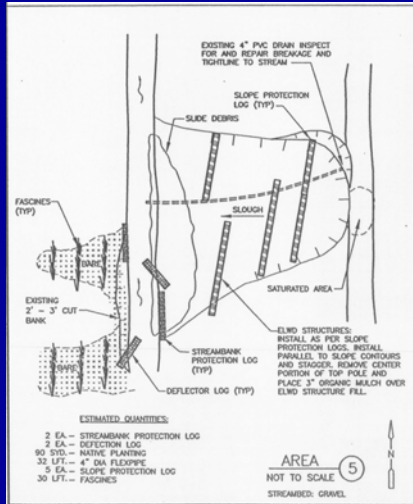 EXISTING 4" PVC DRAIN INSPECT
FOR AND REPAIR BREAKAGE AND
TIGHTLINE TO STREAM
SLOPE PROTECTION
LOG (TYP)
SLIDE DEBRIS
FASCINES
(TYP)
SLOUGH
BARE
EXISTING
2' - 3' CUT
BANK
SATURATED AREA
BARE
ELWD STRUCTURES:
INSTALL AS PER SLOPE
PROTECTION LOGS. INSTALL
PARALLEL TO SLOPE CONTOURS
AND STAGGER. REMOVE CENTER
PORTION OF TOP POLE AND
PLACE 3" ORGANIC MULCH OVER
ELWD STRUCTURE FILL.
STREAMBANK
PROTECTION LOG (TYP)
DEFLECTOR LOG (TYP)
ESTIMATED QUANTITIES:
2 EA.- STREAMBANK PROTECTION LOG
2 EA.- DEFECTION LOG
90 SYD.- NATIVE PLANTING
32 LFT.- 4" DIA FLEXPIPE
5 EA.- SLOPE PROTECTION LOG
30 LFT.- FASCINES
AREA 5
NOT TO SCALE
STREAMBED: GRAVEL
N